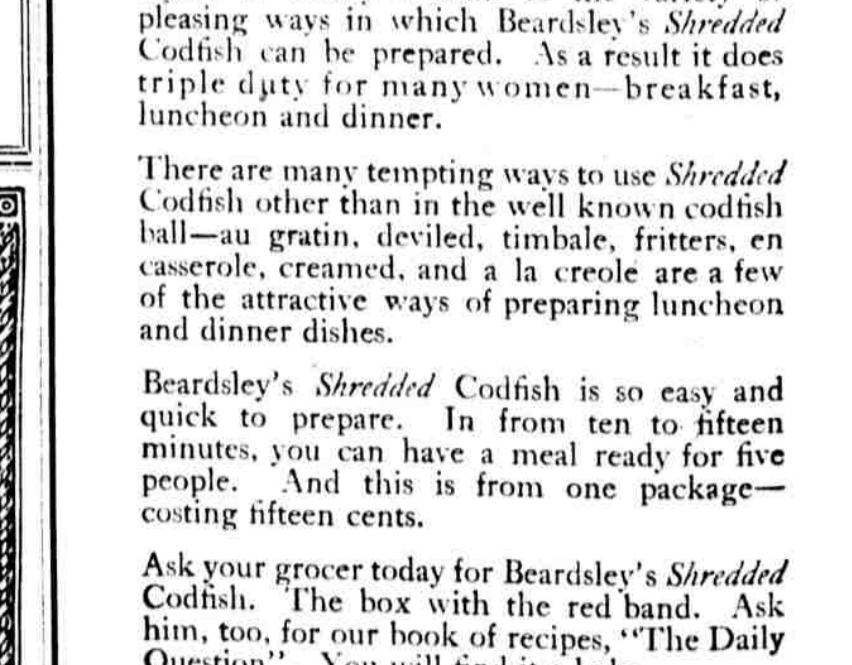 pleasing ways in which Beardsley's Shredded
Codfish can be prepared. As a result it does
triple duty for many women—breakfast,
luncheon and dinner.
There are many tempting ways to use Shredded
Codfish other than in the well known codfish
ball—au gratin, deviled, timbale, fritters, en
casserole, creamed, and a la creole are a few
of the attractive ways of preparing luncheon
and dinner dishes.
Beardsley's Shredded Codfish is so easy and
quick to prepare. In from ten to fifteen
minutes, you can have a meal ready for five
people. And this is from one package—
costing fifteen cents.
Ask your grocer today for Beardsley's Shredded
Codfish. The box with the red band. Ask
him, too, for our book of recipes, "The Daily
Question". You will find it a